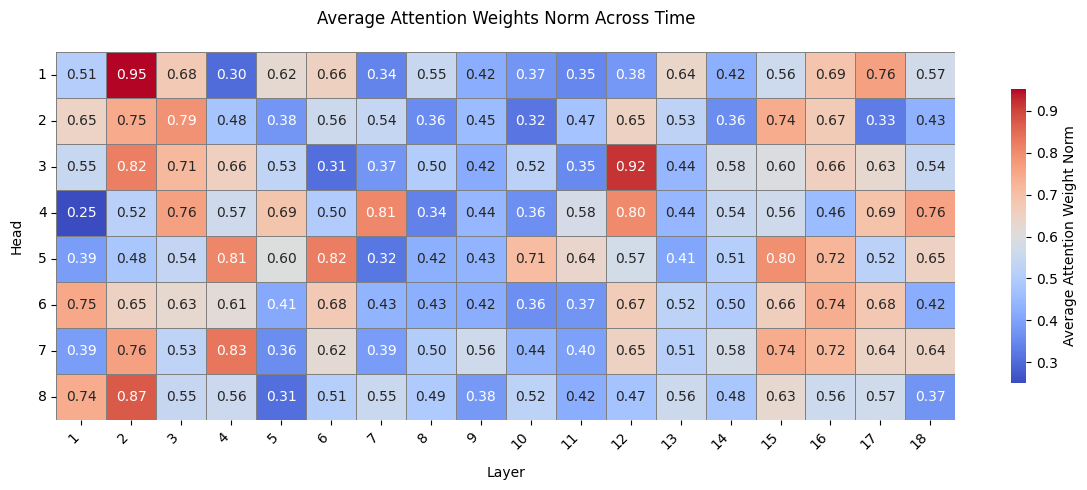 Average Attention Weights Norm Across Time
1 0.51 0.95 0.68 0.30 0.62 0.66 0.34 0.55 0.42 0.37 0.35 0.38 0.64 0.42 0.56 0.69 0.76 0.57
2 0.65 0.75 0.79 0.48 0.38 0.56 0.54 0.36 0.45 0.32 0.47 0.65 0.53 0.36 0.74 0.67 0.33 0.43
3 0.55 0.82 0.71 0.66 0.53 0.31 0.37 0.50 0.42 0.52 0.35 0.92 0.44 0.58 0.60 0.66 0.63 0.54
4 0.25 0.52 0.76 0.57 0.69 0.50 0.81 0.34 0.44 0.36 0.58 0.80 0.44 0.54 0.56 0.46 0.69 0.76
5 0.39 0.48 0.54 0.81 0.60 0.82 0.32 0.42 0.43 0.71 0.64 0.57 0.41 0.51 0.80 0.72 0.52 0.65
6 0.75 0.65 0.63 0.61 0.41 0.68 0.43 0.43 0.42 0.36 0.37 0.67 0.52 0.50 0.66 0.74 0.68 0.42
7 0.39 0.76 0.53 0.83 0.36 0.62 0.39 0.50 0.56 0.44 0.40 0.65 0.51 0.58 0.74 0.72 0.64 0.64
8 0.74 0.87 0.55 0.56 0.31 0.51 0.55 0.49 0.38 0.52 0.42 0.47 0.56 0.48 0.63 0.56 0.57 0.37
Head
1 2 3 4 5 6 7 8 9 10 11 12 13 14 15 16 17 18
Layer
0.9
0.8
0.7
0.6
0.5
0.4
0.3
Average Attention Weight Norm